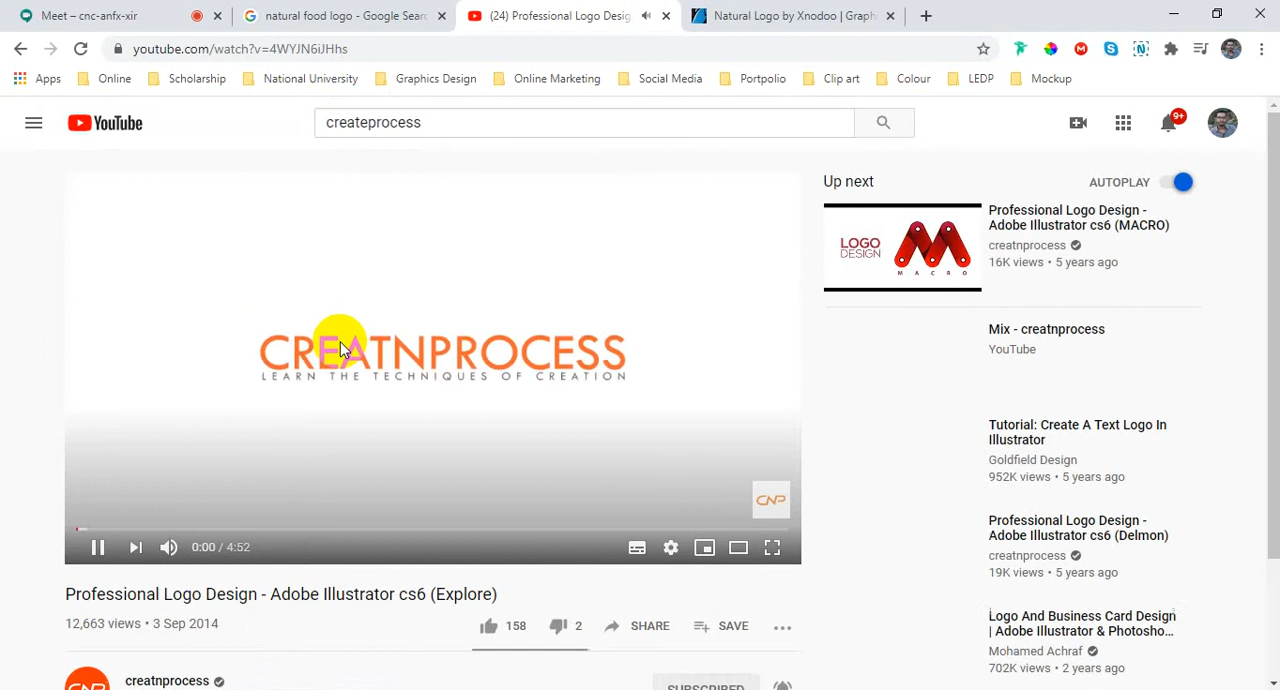 Meet – cnc-anfx-xir
natural food logo - Google Searc
(24) Professional Logo Desig
Natural Logo by Xnodoo | Graphi
youtube.com/watch?v=4WYJN6iJHhs
Apps Online Scholarship National University Graphics Design Online Marketing Social Media Portpolio Clip art Colour LEDP Mockup
YouTube
createprocess
9+
CREATNPROCESS
LEARN THE TECHNIQUES OF CREATION
CNP
0:00 / 4:52
Professional Logo Design - Adobe Illustrator cs6 (Explore)
12,663 views • 3 Sep 2014
158 2 SHARE SAVE
CNP
creatnprocess
SUBSCRIBED
Up next
AUTOPLAY
LOGO
DESIGN
MACRO
Professional Logo Design -
Adobe Illustrator cs6 (MACRO)
creatnprocess
16K views • 5 years ago
Mix - creatnprocess
YouTube
Tutorial: Create A Text Logo In
Illustrator
Goldfield Design
952K views • 5 years ago
Professional Logo Design -
Adobe Illustrator cs6 (Delmon)
creatnprocess
19K views • 5 years ago
Logo And Business Card Design
| Adobe Illustrator & Photosho...
Mohamed Achraf
702K views • 2 years ago